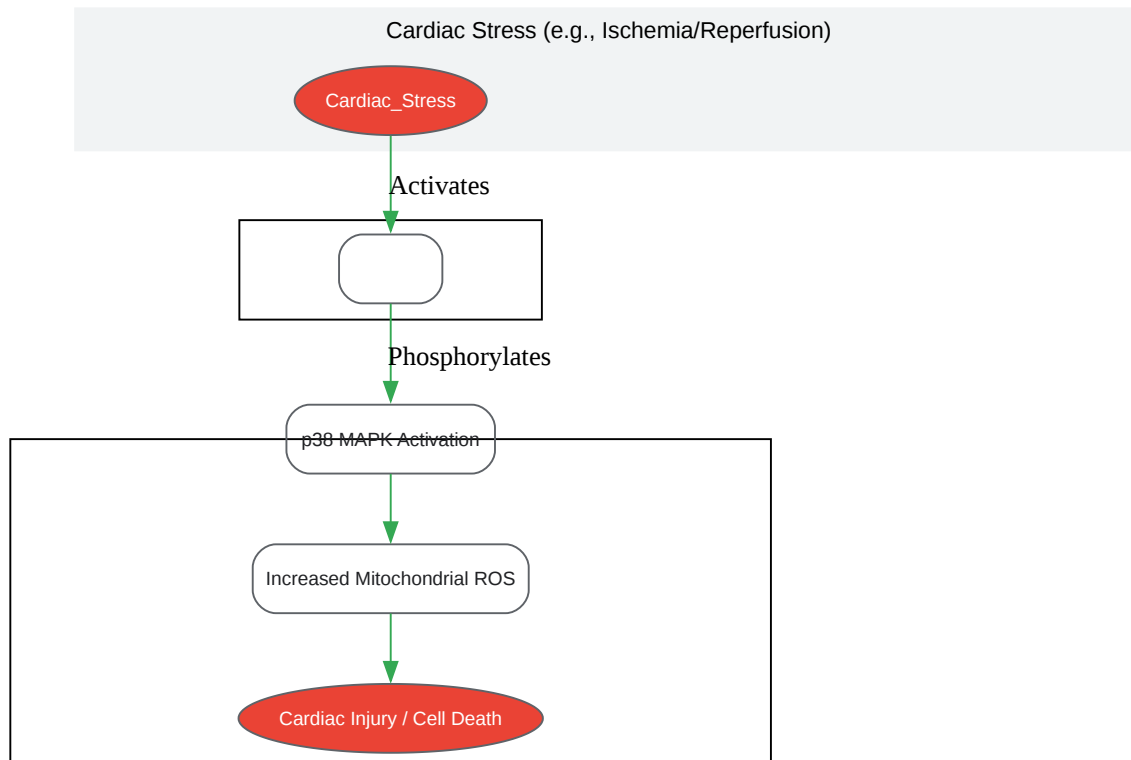 Cardiac Stress (e.g., Ischemia/Reperfusion)
Cardiac_Stress
Activates
Phosphorylates
p38 MAPK Activation
Increased Mitochondrial ROS
Cardiac Injury / Cell Death